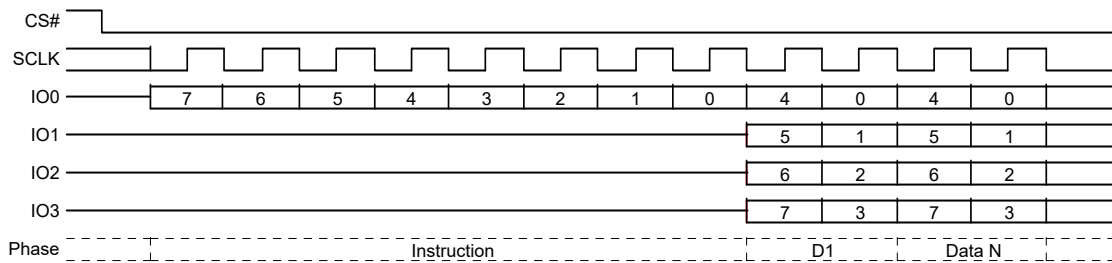 CS#
SCLK
IO0 7 6 5 4 3 2 1 0 4 0 4 0
IO1 5 1 5 1
IO2 6 2 6 2
IO3 7 3 7 3
Phase Instruction D1 Data N